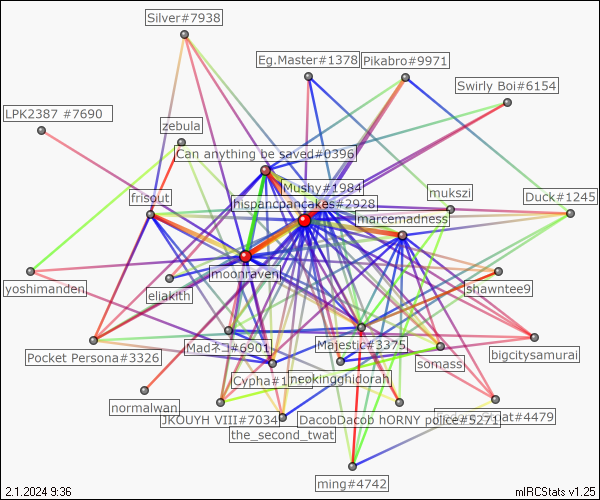 Silver#7938
Eg.Master#1378
Pikabro#9971
Swirly Boi#6154
LPK2387 #7690
zebula
Can anything be saved#0396
Mushy#1984
mukszi
frisout
hispancpancakes#2928
Duck#1245
marcemadness
moonraven
yoshimanden
eliakith
shawntee9
Madネコ#6901
Majestic#3375
bigcitysamurai
Pocket Persona#3326
somass
Cypha#1
neokingghidorah
normalwan
JKOUYH VIII#7034
DacobDacob hORNY police#5271
#4479
the_second_twat
ming#4742
2.1.2024 9:36
mIRCStats v1.25